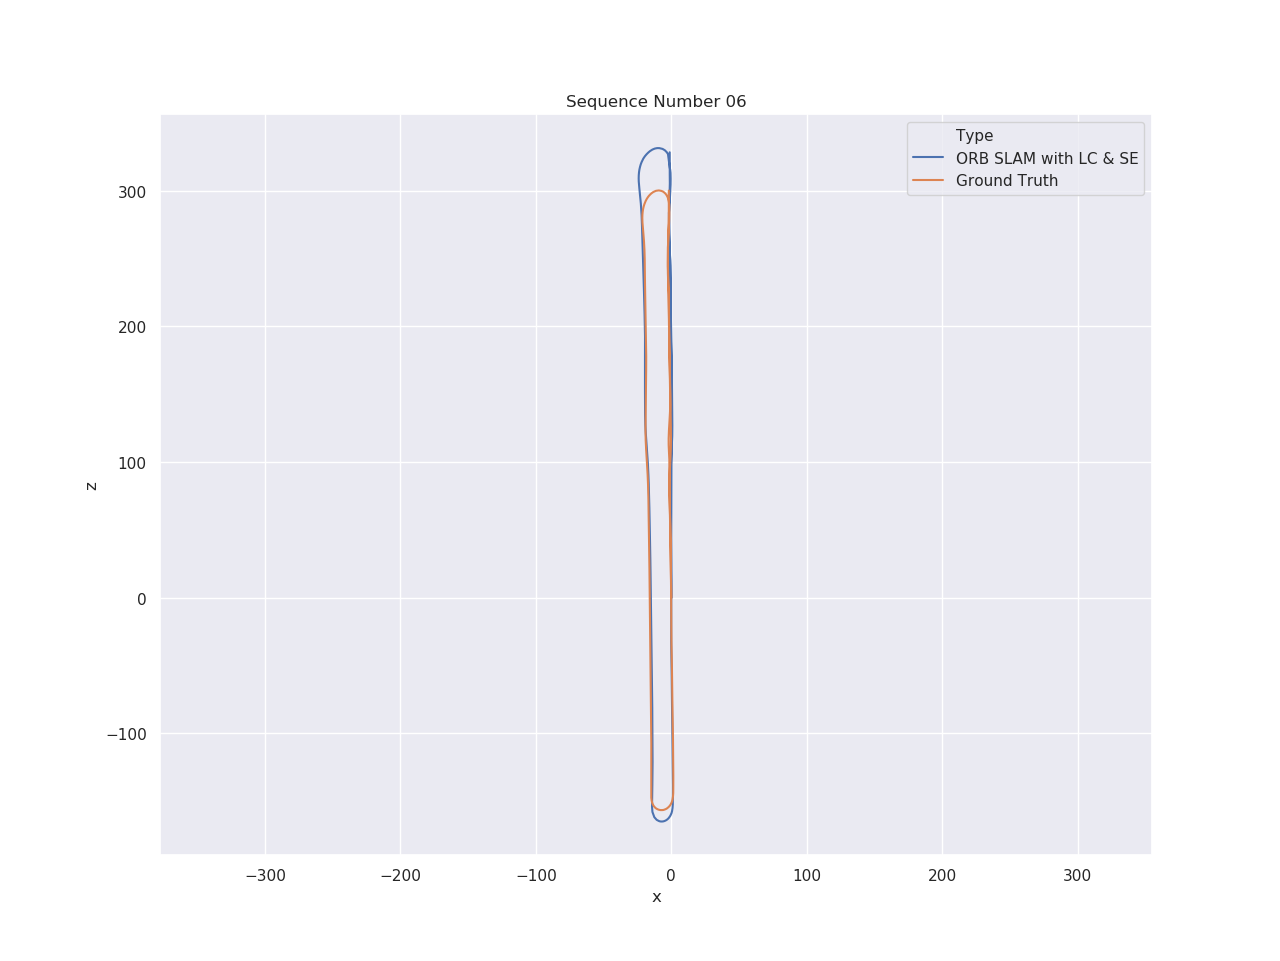 Sequence Number 06
Type
ORB SLAM with LC & SE
Ground Truth
300
200
100
0
−100
z
−300
−200
−100
0
100
200
300
x